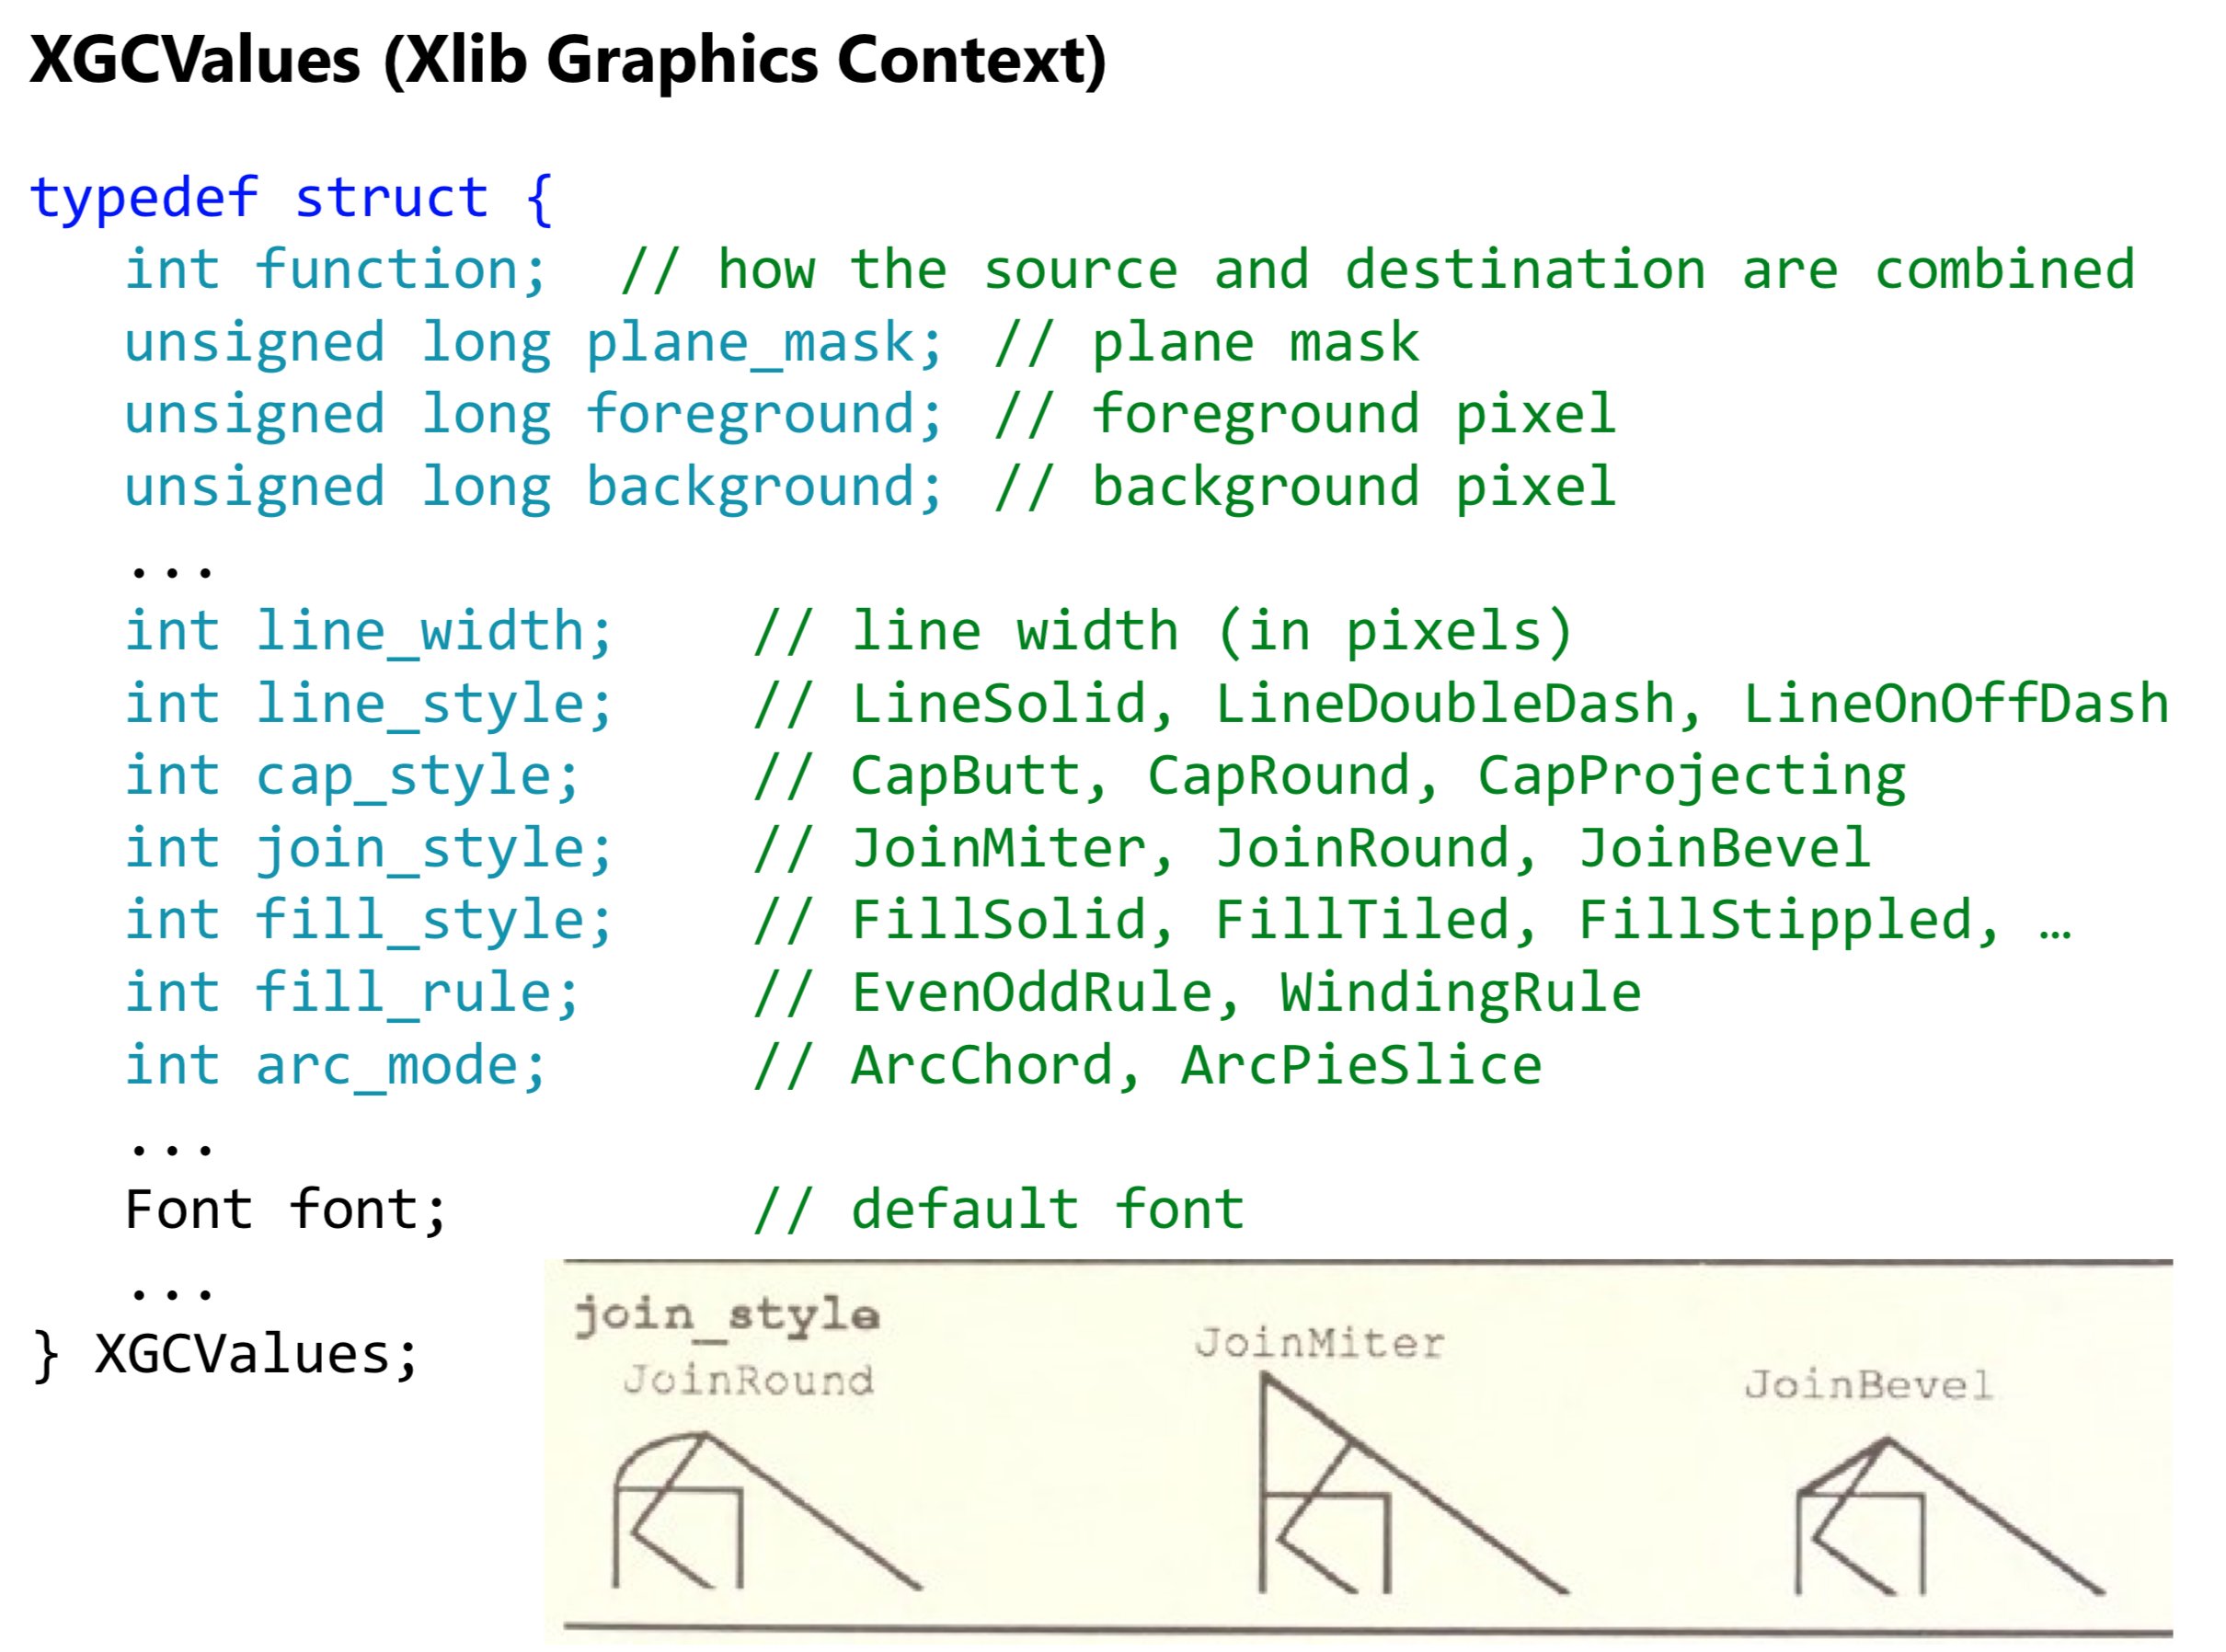 XGCValues (Xlib Graphics Context)
typedef struct {
int function; // how the source and destination are combined
unsigned long plane_mask; // plane mask
unsigned long foreground; // foreground pixel
unsigned long background; // background pixel
...
int line_width; // line width (in pixels)
int line_style; // LineSolid, LineDoubleDash, LineOnOffDash
int cap_style; // CapButt, CapRound, CapProjecting
int join_style; // JoinMiter, JoinRound, JoinBevel
int fill_style; // FillSolid, FillTiled, FillStippled, …
int fill_rule; // EvenOddRule, WindingRule
int arc_mode; // ArcChord, ArcPieSlice
...
Font font; // default font
...
} XGCValues;
join_style
JoinRound
JoinMiter
JoinBevel